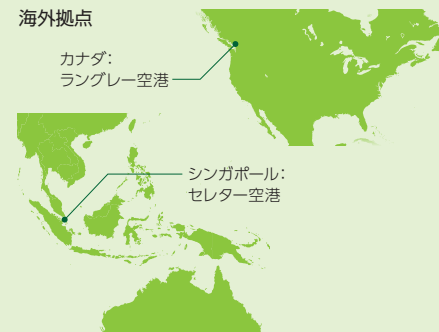 海外拠点
カナダ：
ラングレー空港
シンガポール：
セレター空港